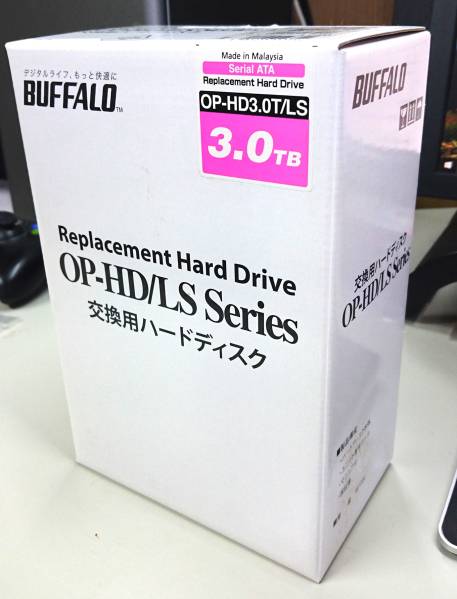 デジタルライフ、もっと快適に
BUFFALO™
Made in Malaysia
Serial ATA
Replacement Hard Drive
OP-HD3.0T/LS
3.0TB
Replacement Hard Drive
OP-HD/LS Series
交換用ハードディスク
BUFFALO
交換用ハードディスク
OP-HD/LS Series